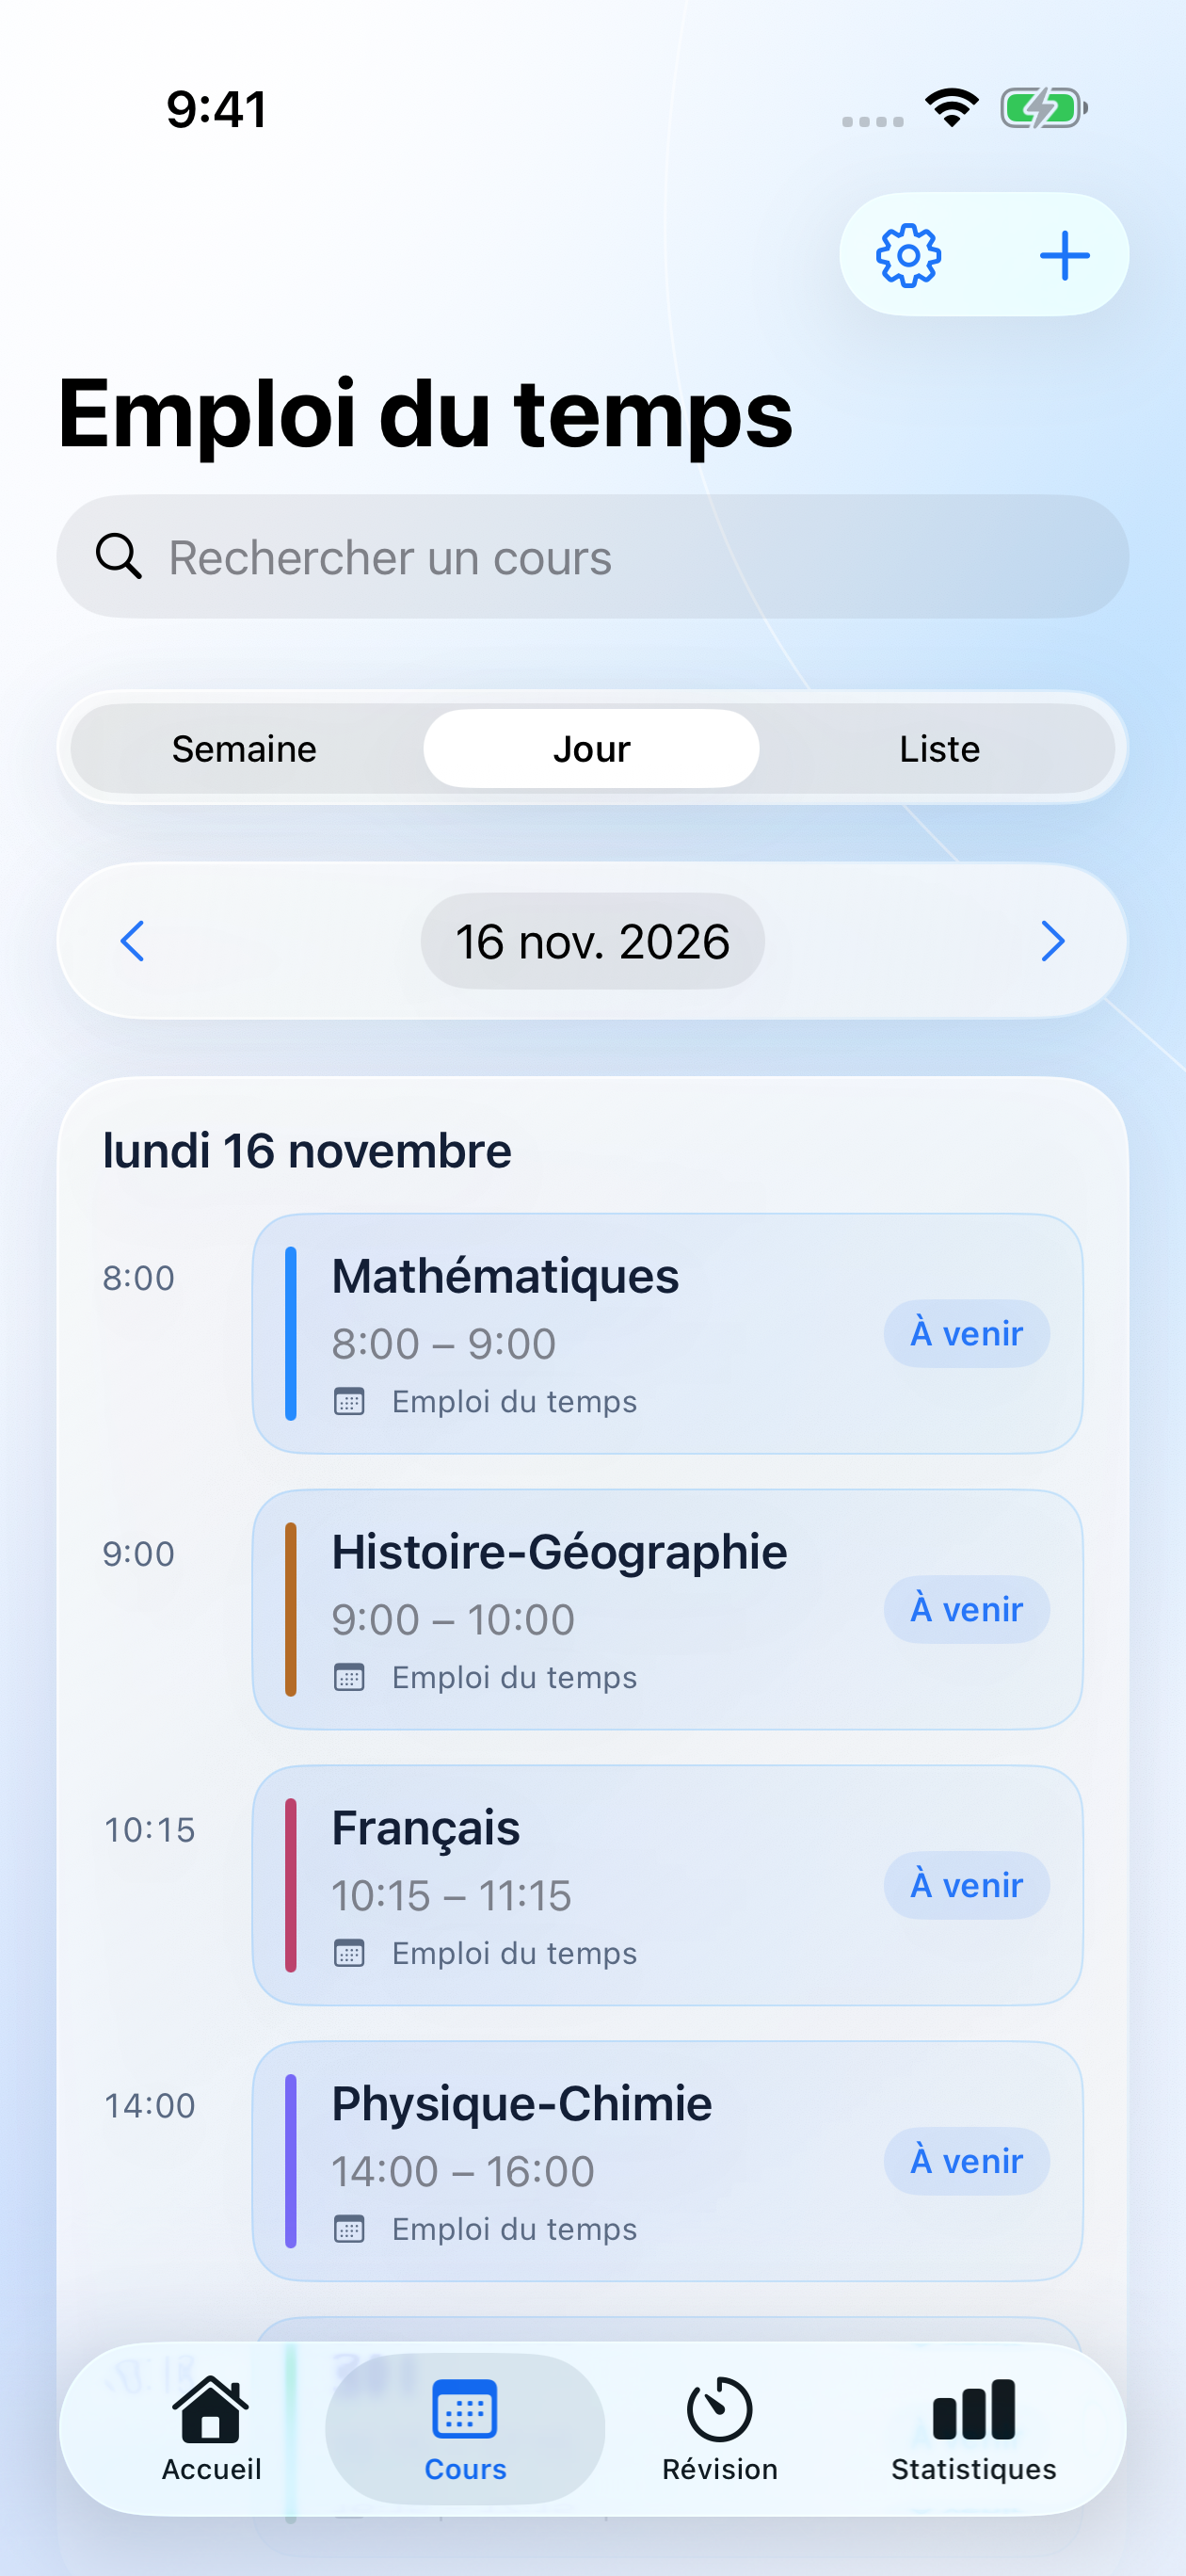 9:41
Emploi du temps
Rechercher un cours
Semaine
Jour
Liste
16 nov. 2026
lundi 16 novembre
8:00
Mathématiques
8:00 – 9:00
À venir
Emploi du temps
9:00
Histoire-Géographie
9:00 – 10:00
À venir
Emploi du temps
10:15
Français
10:15 – 11:15
À venir
Emploi du temps
14:00
Physique-Chimie
14:00 – 16:00
À venir
Emploi du temps
Accueil
Cours
Révision
Statistiques